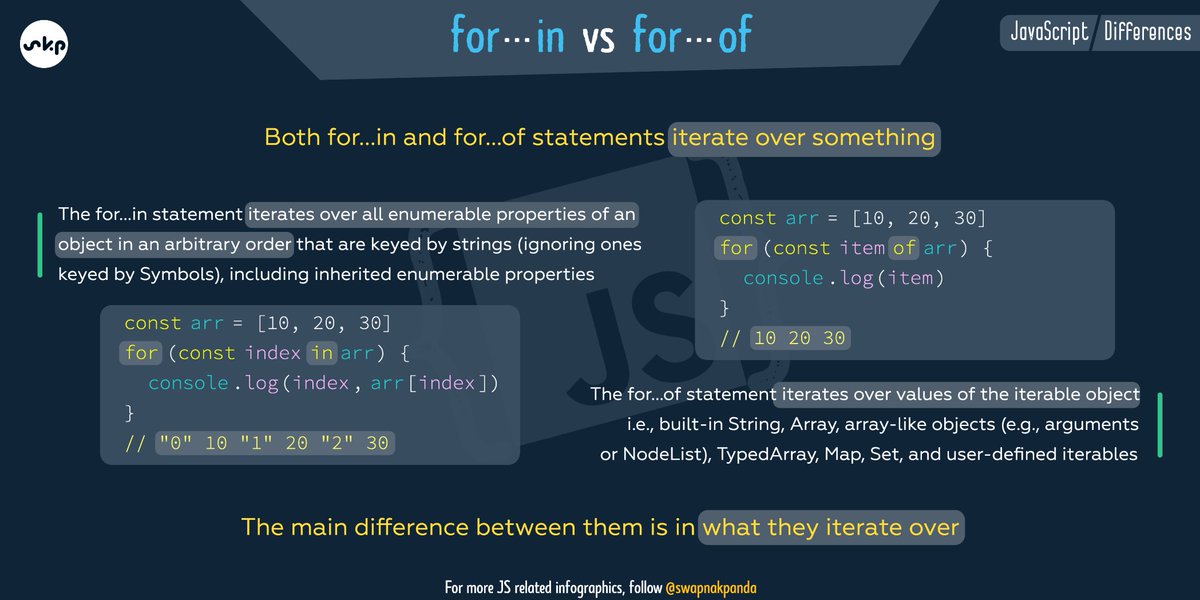 skp
for...in vs for...of
JavaScript / Differences
Both for...in and for...of statements iterate over something
The for...in statement iterates over all enumerable properties of an
object in an arbitrary order that are keyed by strings (ignoring ones
keyed by Symbols), including inherited enumerable properties
const arr = [10, 20, 30]
for (const index in arr) {
  console.log(index, arr[index])
}
// "0" 10 "1" 20 "2" 30
const arr = [10, 20, 30]
for (const item of arr) {
  console.log(item)
}
// 10 20 30
The for...of statement iterates over values of the iterable object
i.e., built-in String, Array, array-like objects (e.g., arguments
or NodeList), TypedArray, Map, Set, and user-defined iterables
JS
The main difference between them is in what they iterate over
For more JS related infographics, follow @swapnakpanda